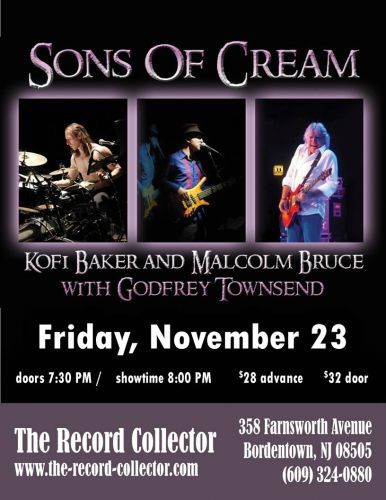 SONS OF CREAM
KOFI BAKER AND MALCOLM BRUCE
WITH GODFREY TOWNSEND
Friday, November 23
doors 7:30 PM / showtime 8:00 PM $28 advance $32 door
The Record Collector
www.the-record-collector.com
358 Farnsworth Avenue
Bordentown, NJ 08505
(609) 324-0880